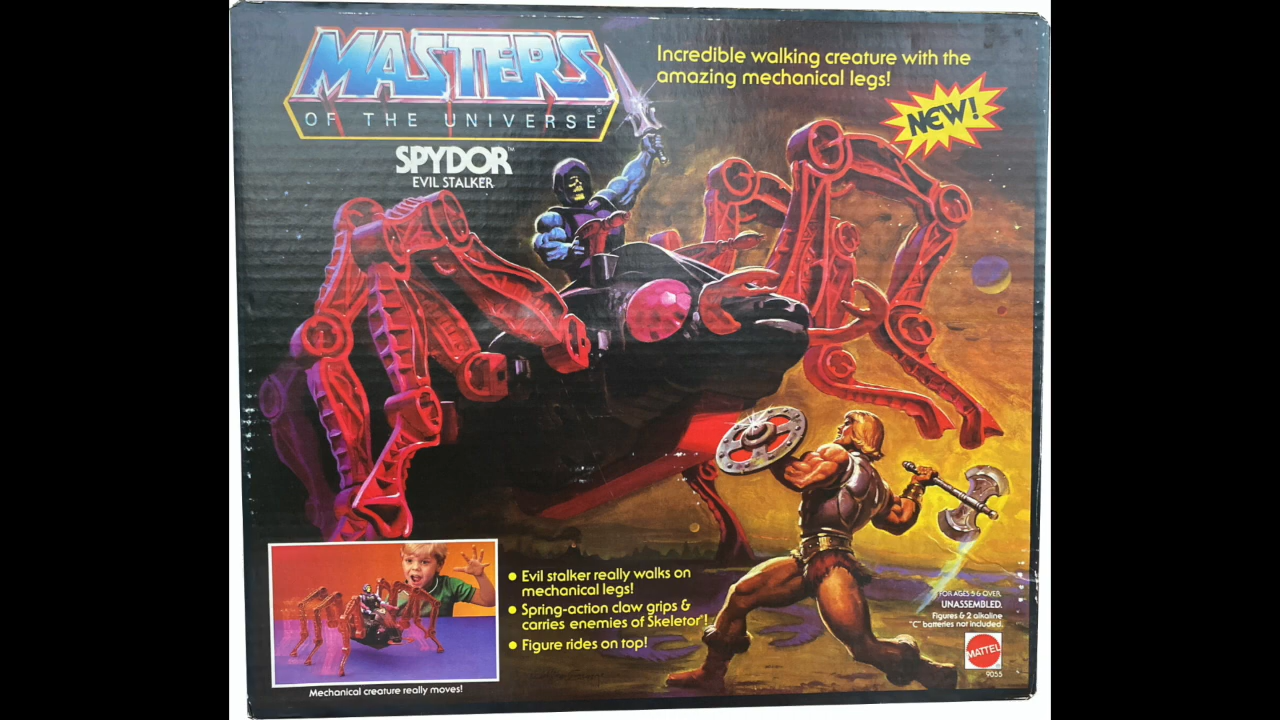 MASTERS
OF THE UNIVERSE®
SPYDOR™
EVIL STALKER
Incredible walking creature with the
amazing mechanical legs!
NEW!
• Evil stalker really walks on
mechanical legs!
• Spring-action claw grips &
carries enemies of Skeletor®!
• Figure rides on top!
Mechanical creature really moves!
FOR AGES 5 & OVER.
UNASSEMBLED.
Figures & 2 alkaline
"C" batteries not included.
MATTEL
9055